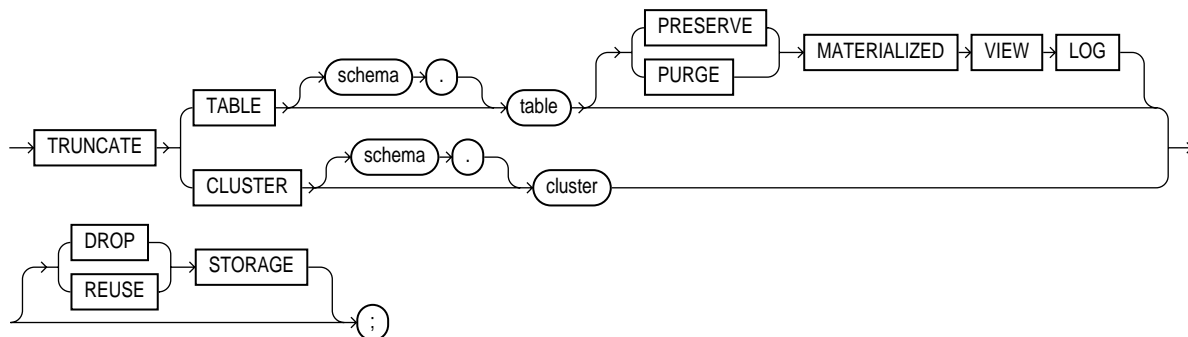 PRESERVE
PURGE MATERIALIZED VIEW LOG
schema .
TABLE table
TRUNCATE
schema .
CLUSTER cluster
DROP
REUSE STORAGE
;